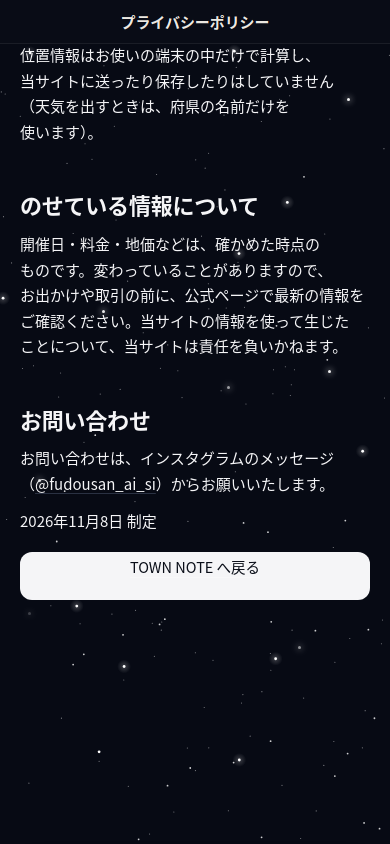 プライバシーポリシー
位置情報はお使いの端末の中だけで計算し、
当サイトに送ったり保存したりはしていません
（天気を出すときは、府県の名前だけを
使います）。
のせている情報について
開催日・料金・地価などは、確かめた時点の
ものです。変わっていることがありますので、
お出かけや取引の前に、公式ページで最新の情報を
ご確認ください。当サイトの情報を使って生じた
ことについて、当サイトは責任を負いかねます。
お問い合わせ
お問い合わせは、インスタグラムのメッセージ
（@fudousan_ai_si）からお願いいたします。
2026年11月8日 制定
TOWN NOTE へ戻る